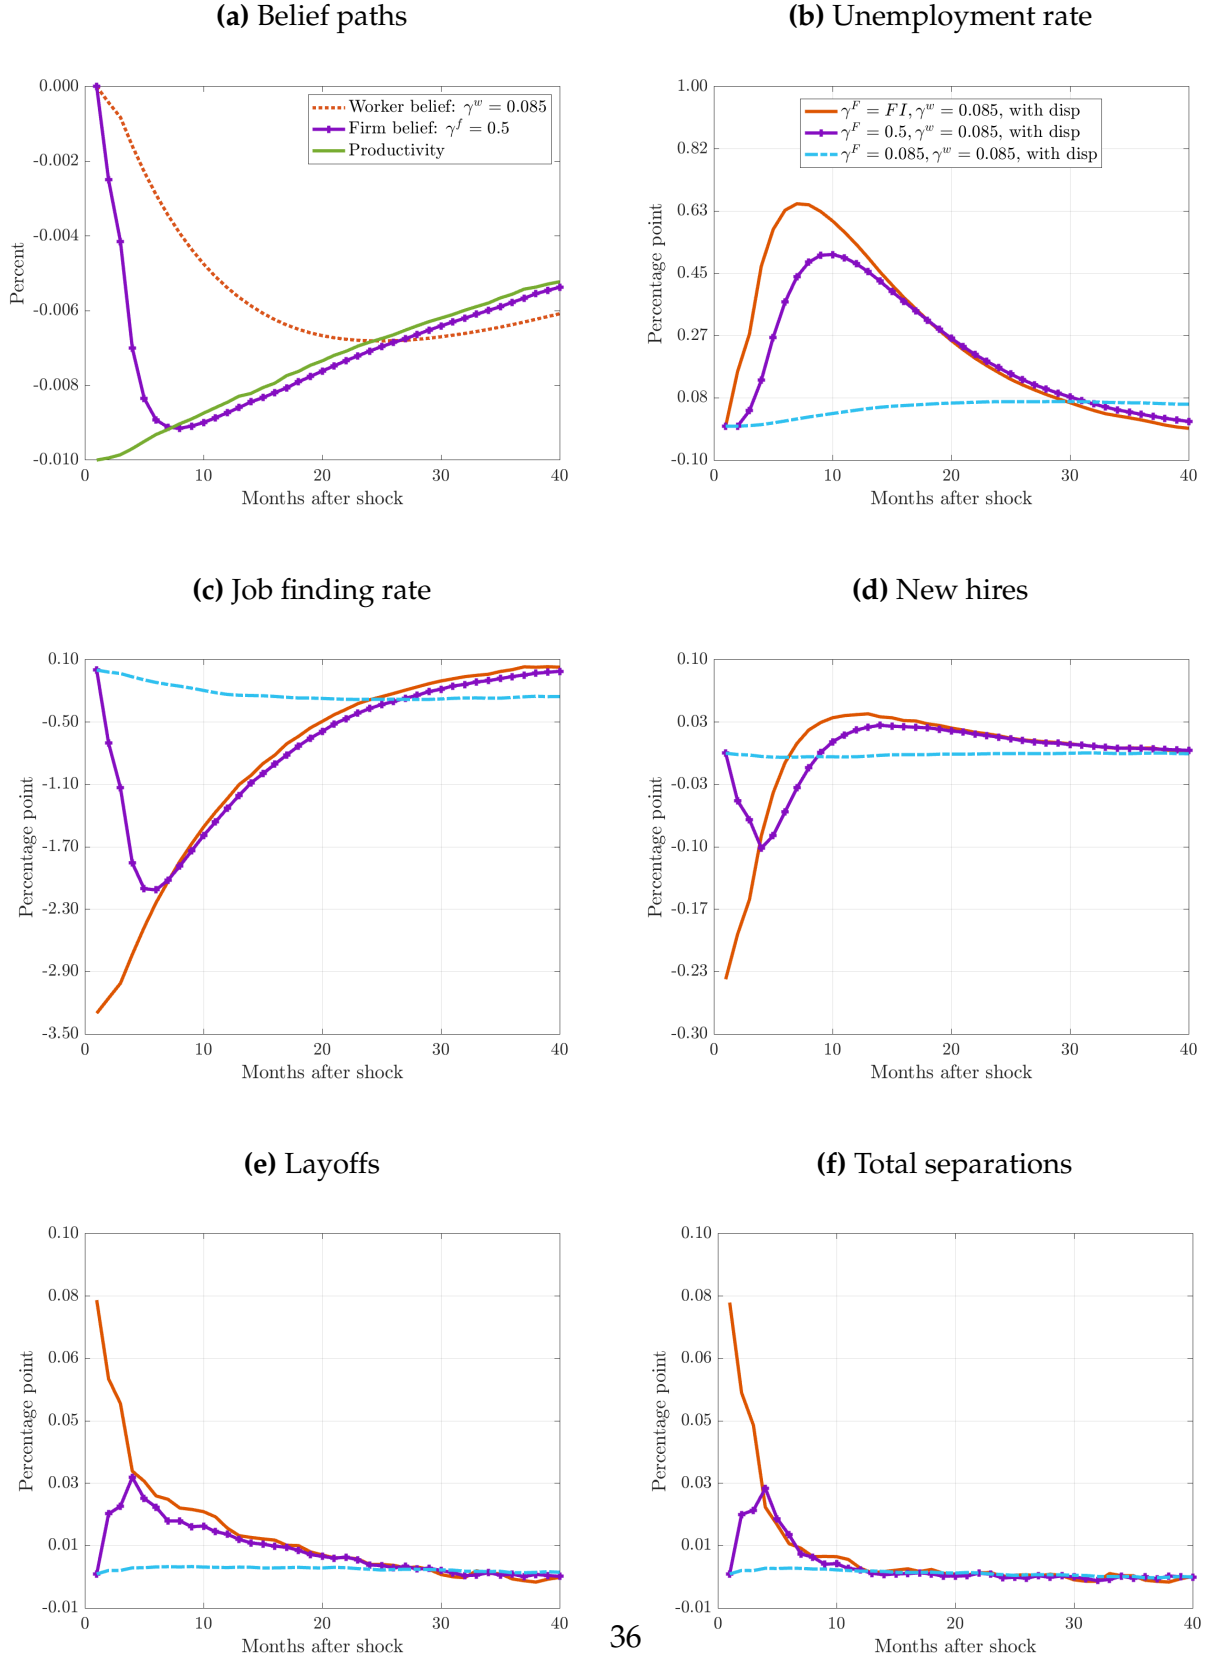 (a) Belief paths
0.000
-0.002
-0.004
-0.006
-0.008
-0.010
Percent
Worker belief: γ^w = 0.085
Firm belief: γ^f = 0.5
Productivity
0 10 20 30 40
Months after shock
(b) Unemployment rate
1.00
0.82
0.63
0.45
0.27
0.08
-0.10
Percentage point
γ^F = FI, γ^w = 0.085, with disp
γ^F = 0.5, γ^w = 0.085, with disp
γ^F = 0.085, γ^w = 0.085, with disp
0 10 20 30 40
Months after shock
(c) Job finding rate
0.10
-0.50
-1.10
-1.70
-2.30
-2.90
-3.50
Percentage point
0 10 20 30 40
Months after shock
(d) New hires
0.10
0.03
-0.03
-0.10
-0.17
-0.23
-0.30
Percentage point
0 10 20 30 40
Months after shock
(e) Layoffs
0.10
0.08
0.06
0.05
0.03
0.01
-0.01
Percentage point
0 10 20 30 40
Months after shock
(f) Total separations
0.10
0.08
0.06
0.05
0.03
0.01
-0.01
Percentage point
0 10 20 30 40
Months after shock
36